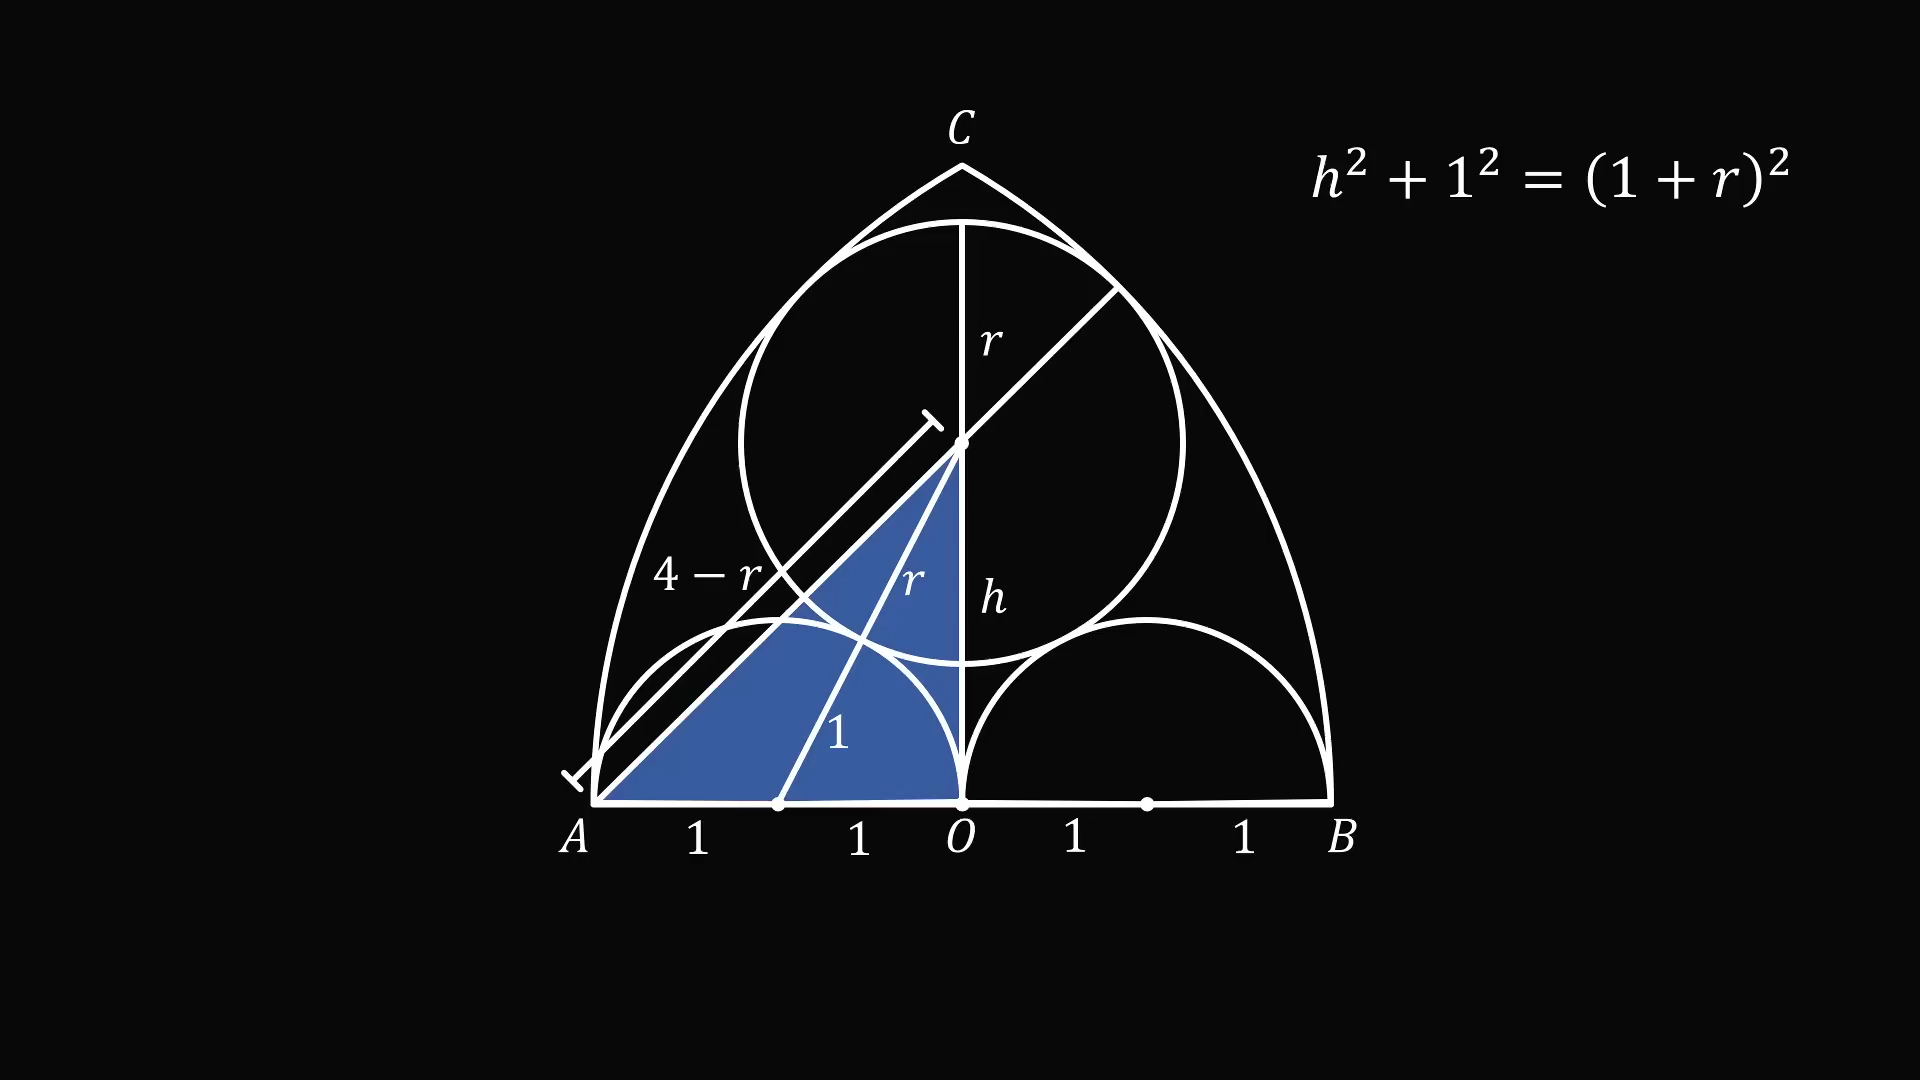 C
h² + 1² = (1 + r)²
r
4 − r
r
h
1
A 1 1 O 1 1 B